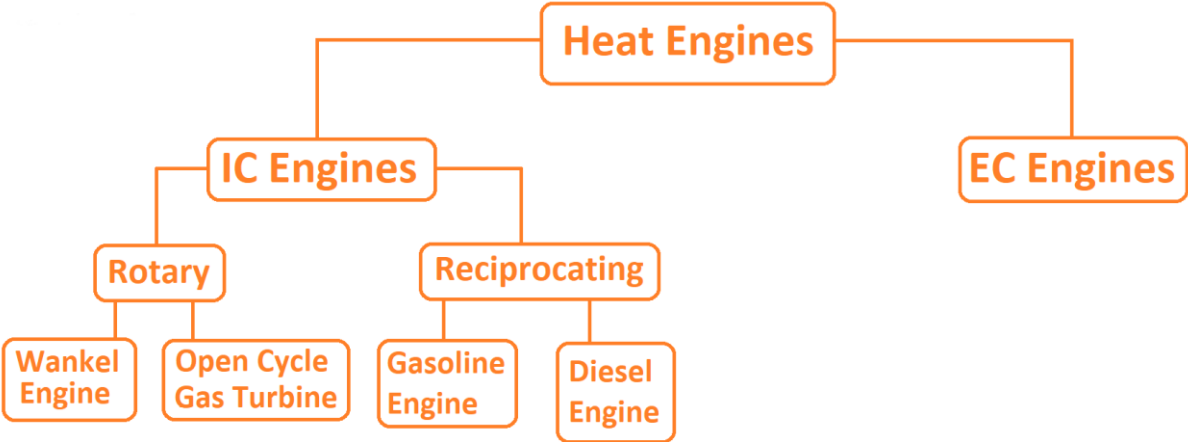 Heat Engines
IC Engines
EC Engines
Rotary
Reciprocating
Wankel
Engine
Open Cycle
Gas Turbine
Gasoline
Engine
Diesel
Engine